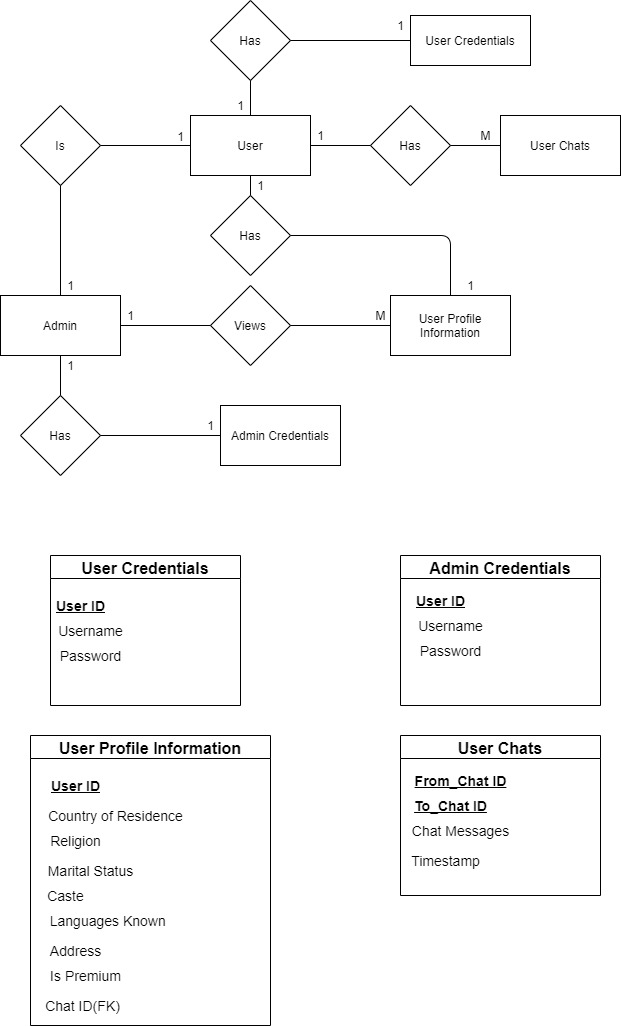 Has
1
User Credentials
1
Is
1
User
1
Has
M
User Chats
1
Has
1
1
Admin
1
Views
M
User Profile
Information
1
Has
1
Admin Credentials
User Credentials
User ID
Username
Password
Admin Credentials
User ID
Username
Password
User Profile Information
User ID
Country of Residence
Religion
Marital Status
Caste
Languages Known
Address
Is Premium
Chat ID(FK)
User Chats
From_Chat ID
To_Chat ID
Chat Messages
Timestamp